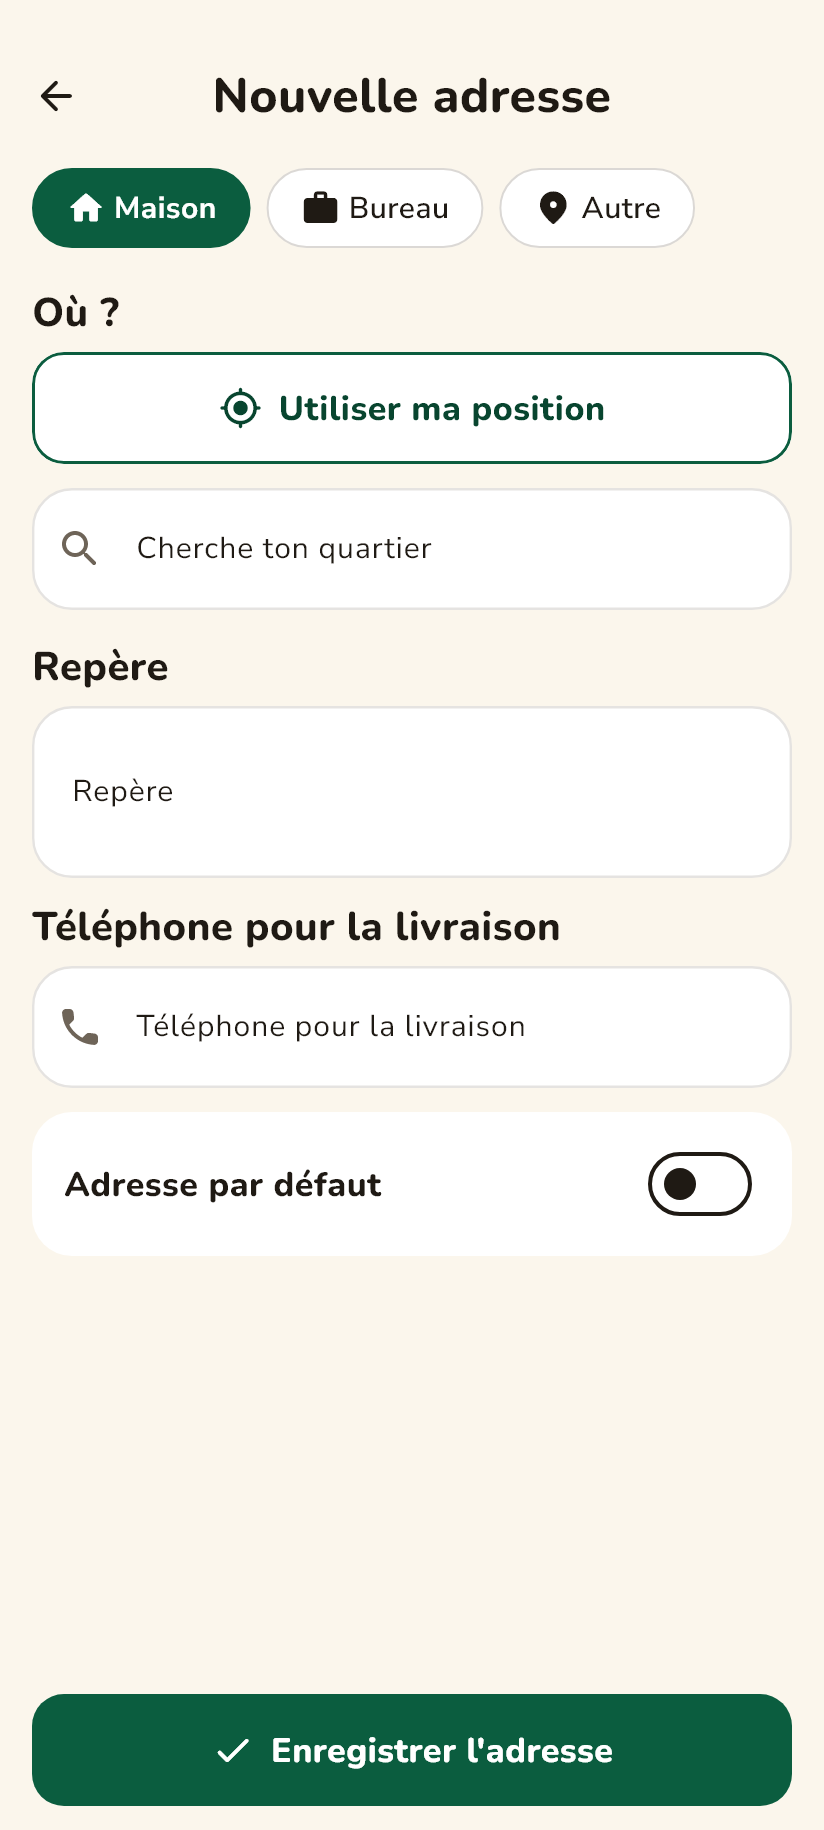 Nouvelle adresse
Maison
Bureau
Autre
Où ?
Utiliser ma position
Cherche ton quartier
Repère
Repère
Téléphone pour la livraison
Téléphone pour la livraison
Adresse par défaut
Enregistrer l'adresse